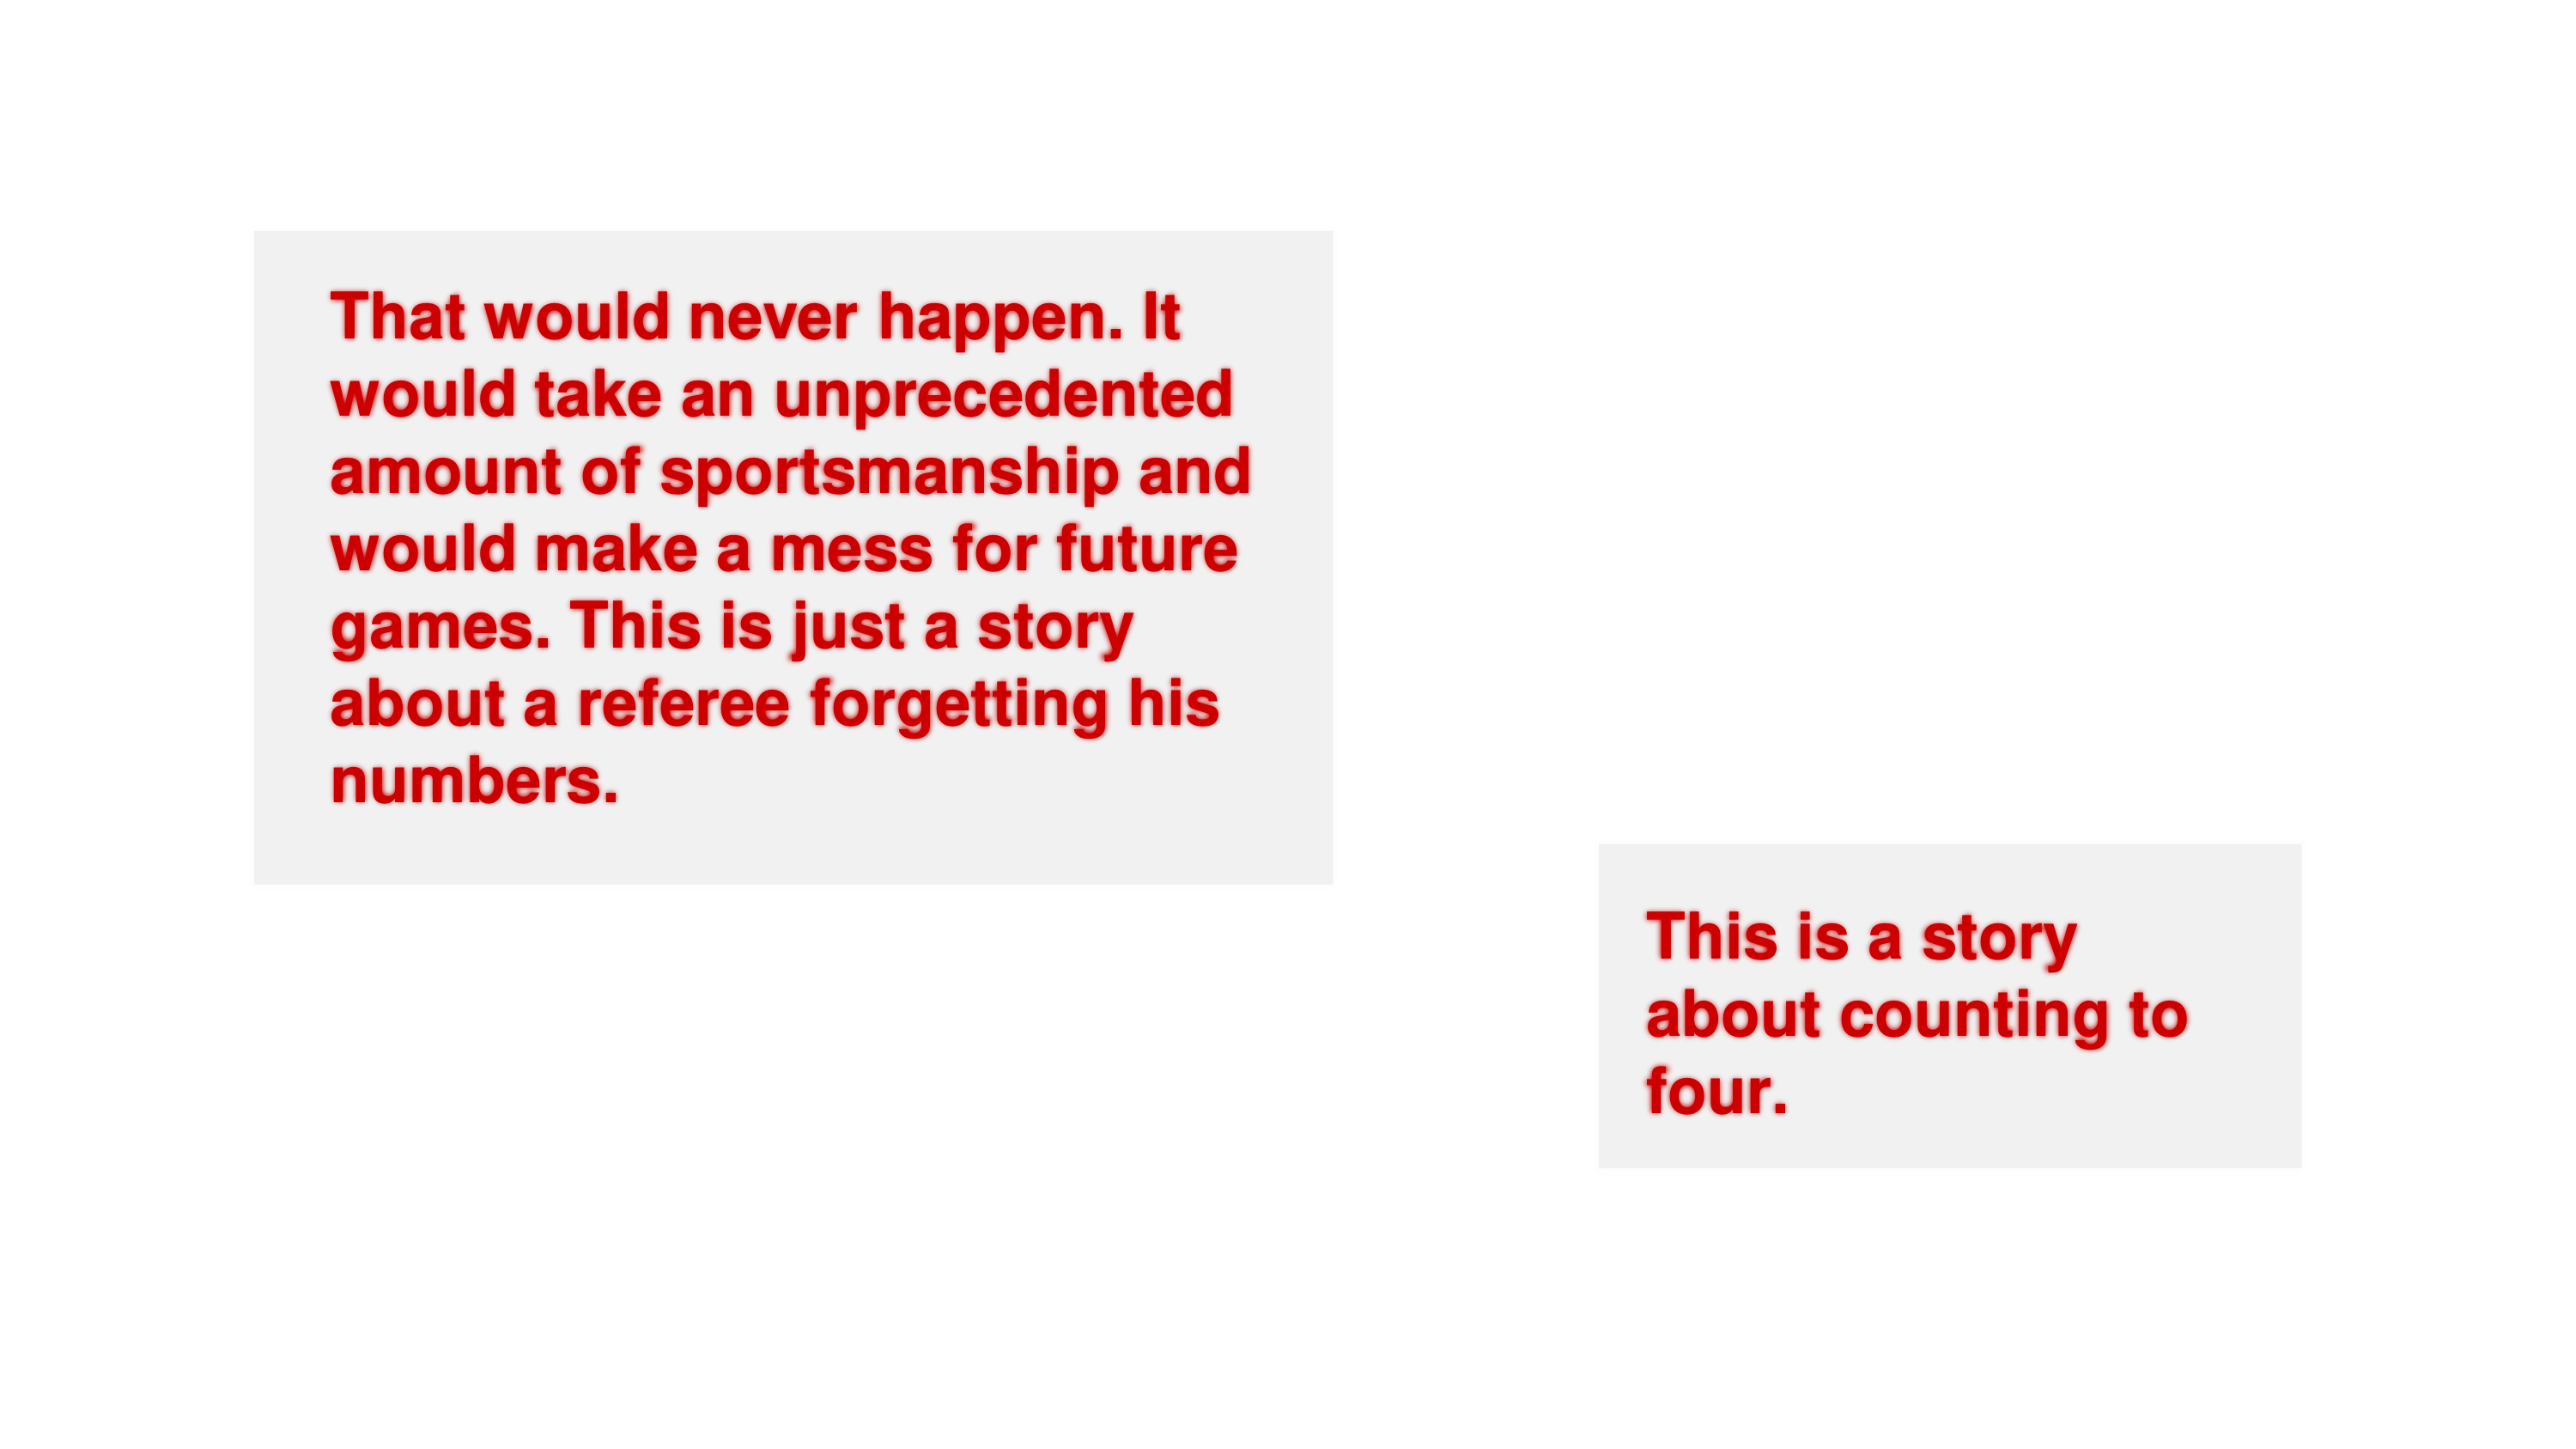 That would never happen. It
would take an unprecedented
amount of sportsmanship and
would make a mess for future
games. This is just a story
about a referee forgetting his
numbers.
This is a story
about counting to
four.